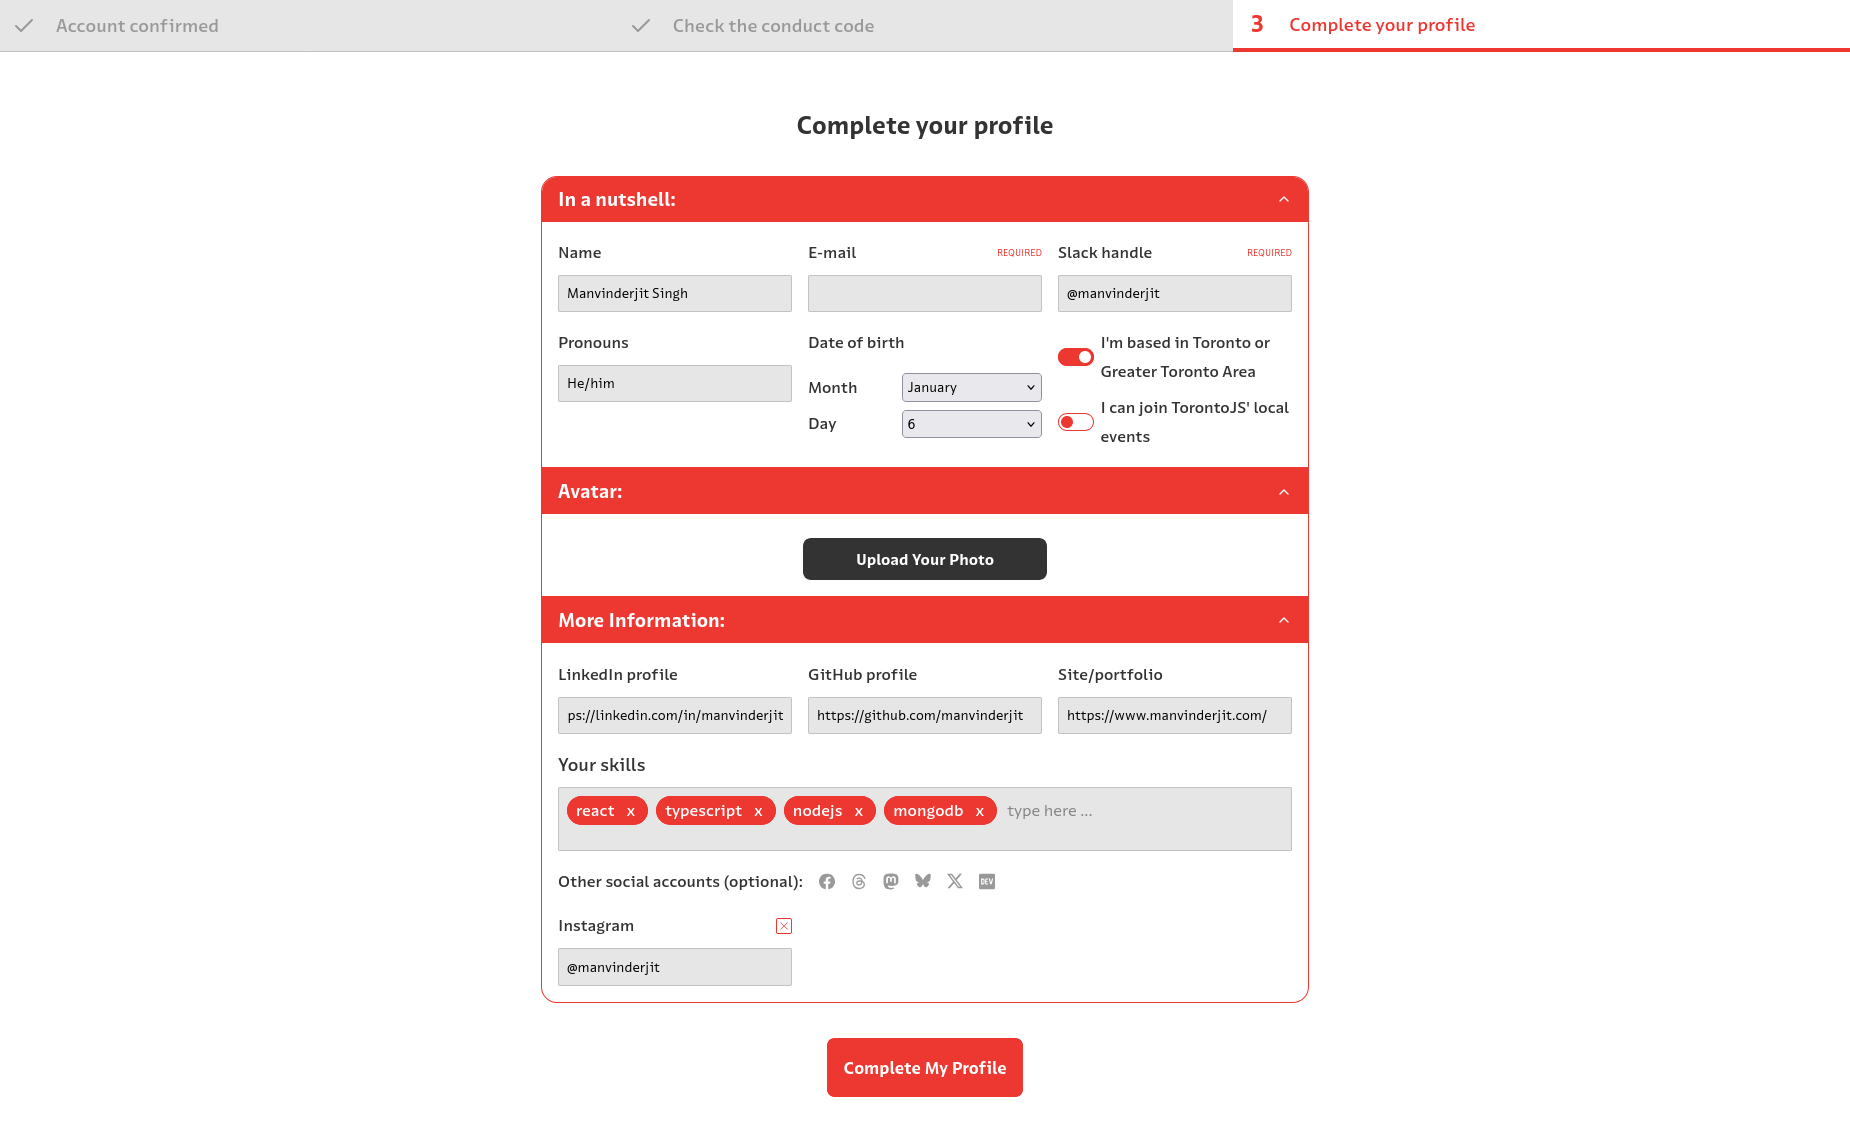 Account confirmed
Check the conduct code
3 Complete your profile
Complete your profile
In a nutshell:
Name
E-mail REQUIRED
Slack handle REQUIRED
Manvinderjit Singh
@manvinderjit
Pronouns
He/him
Date of birth
Month January
Day 6
I'm based in Toronto or
Greater Toronto Area
I can join TorontoJS' local
events
Avatar:
Upload Your Photo
More Information:
LinkedIn profile
GitHub profile
Site/portfolio
ps://linkedin.com/in/manvinderjit
https://github.com/manvinderjit
https://www.manvinderjit.com/
Your skills
react x typescript x nodejs x mongodb x type here ...
Other social accounts (optional): DEV
Instagram
@manvinderjit
Complete My Profile